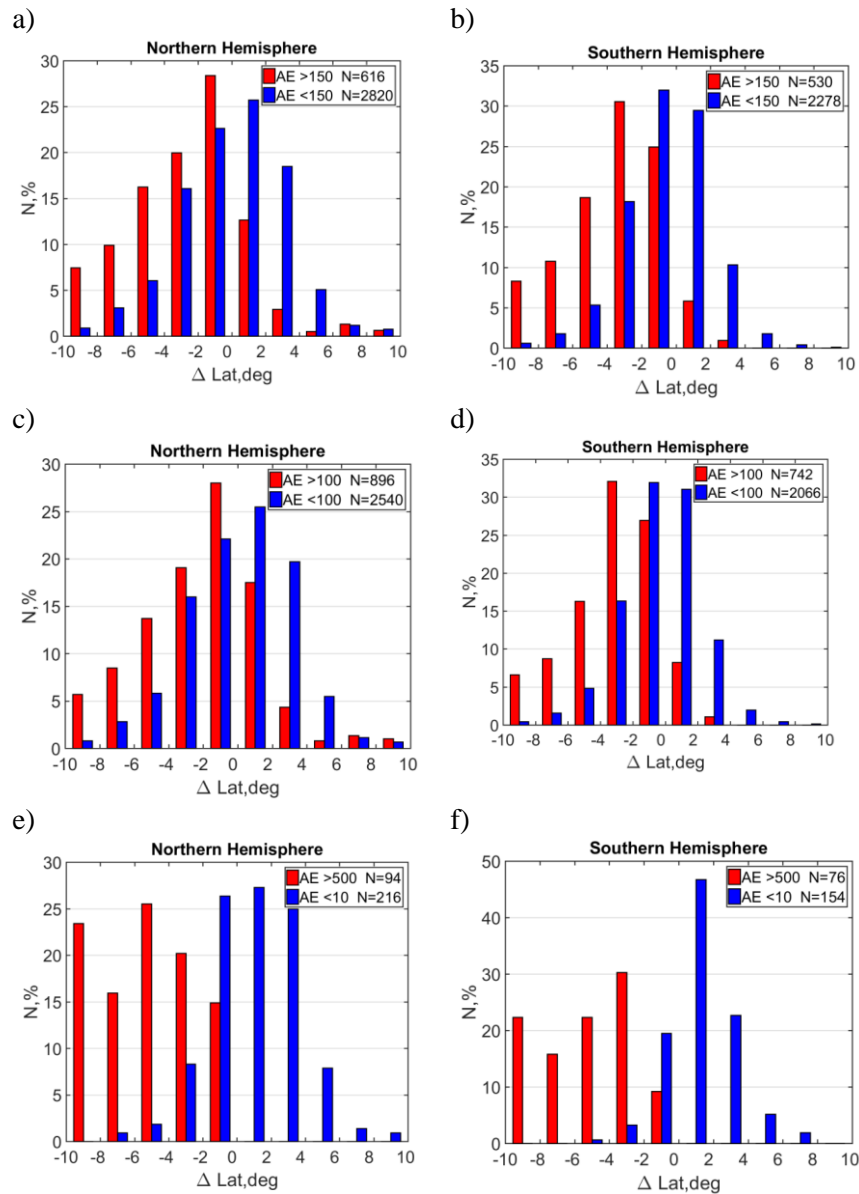 a)
Northern Hemisphere
AE >150 N=616
AE <150 N=2820
30
25
20
15
10
5
0
N,%
-10 -8 -6 -4 -2 0 2 4 6 8 10
Δ Lat,deg
b)
Southern Hemisphere
AE >150 N=530
AE <150 N=2278
35
30
25
20
15
10
5
0
N,%
-10 -8 -6 -4 -2 0 2 4 6 8 10
Δ Lat,deg
c)
Northern Hemisphere
AE >100 N=896
AE <100 N=2540
30
25
20
15
10
5
0
N,%
-10 -8 -6 -4 -2 0 2 4 6 8 10
Δ Lat,deg
d)
Southern Hemisphere
AE >100 N=742
AE <100 N=2066
35
30
25
20
15
10
5
0
N,%
-10 -8 -6 -4 -2 0 2 4 6 8 10
Δ Lat,deg
e)
Northern Hemisphere
AE >500 N=94
AE <10 N=216
30
25
20
15
10
5
0
N,%
-10 -8 -6 -4 -2 0 2 4 6 8 10
Δ Lat,deg
f)
Southern Hemisphere
AE >500 N=76
AE <10 N=154
50
40
30
20
10
0
N,%
-10 -8 -6 -4 -2 0 2 4 6 8 10
Δ Lat,deg